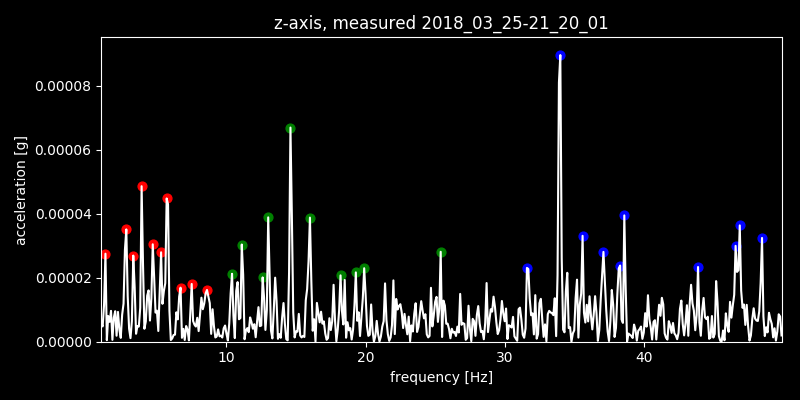 z-axis, measured 2018_03_25-21_20_01
0.00008
0.00006
0.00004
0.00002
0.00000
acceleration [g]
10 20 30 40
frequency [Hz]